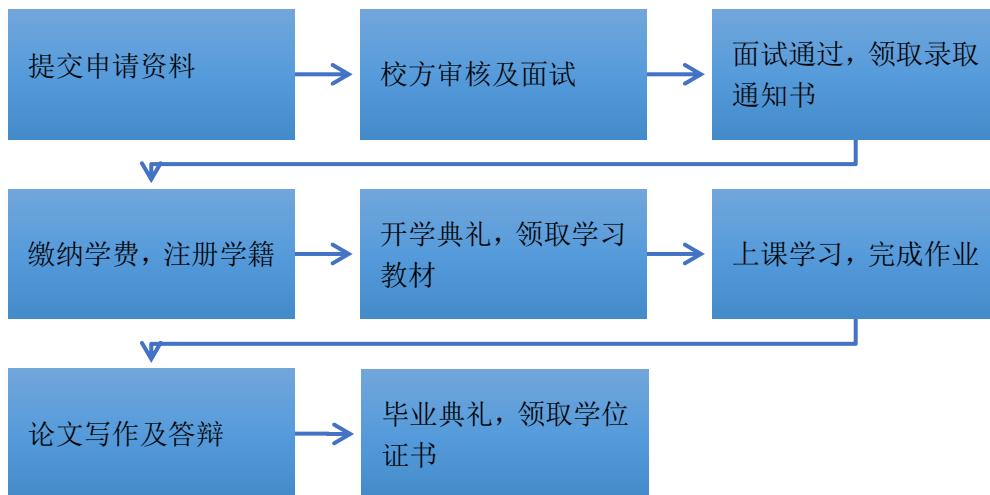 提交申请资料
校方审核及面试
面试通过，领取录取
通知书
缴纳学费，注册学籍
开学典礼，领取学习
教材
上课学习，完成作业
论文写作及答辩
毕业典礼，领取学位
证书